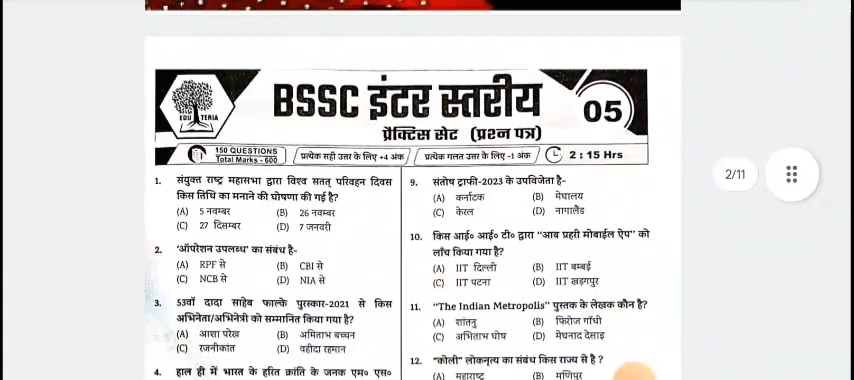 EDU TERIA
BSSC इंटर स्तरीय
05
प्रैक्टिस सेट (प्रश्न पत्र)
150 QUESTIONS
Total Marks - 600
प्रत्येक सही उत्तर के लिए +4 अंक
प्रत्येक गलत उत्तर के लिए -1 अंक
2 : 15 Hrs
2/11
1. संयुक्त राष्ट्र महासभा द्वारा विश्व सतत् परिवहन दिवस
किस तिथि का मनाने की घोषणा की गई है?
(A) 5 नवम्बर (B) 26 नवम्बर
(C) 27 दिसम्बर (D) 7 जनवरी
2. 'ऑपरेशन उपलब्ध' का संबंध है-
(A) RPF से (B) CBI से
(C) NCB से (D) NIA से
3. 53वाँ दादा साहेब फाल्के पुरस्कार-2021 से किस
अभिनेता/अभिनेत्री को सम्मानित किया गया है?
(A) आशा परेख (B) अमिताभ बच्चन
(C) रजनीकांत (D) वहीदा रहमान
4. हाल ही में भारत के हरित क्रांति के जनक एम० एस०
9. संतोष ट्राफी-2023 के उपविजेता है-
(A) कर्नाटक (B) मेघालय
(C) केरल (D) नागालैंड
10. किस आई० आई० टी० द्वारा "आब प्रहरी मोबाईल ऐप" को
लाँच किया गया है?
(A) IIT दिल्ली (B) IIT बम्बई
(C) IIT पटना (D) IIT खड़गपुर
11. "The Indian Metropolis" पुस्तक के लेखक कौन है?
(A) शांतनु (B) फिरोज गाँधी
(C) अभिताभ घोष (D) मेघनाद देसाई
12. "कोली" लोकनृत्य का संबंध किस राज्य से है ?
(A) महाराष्ट्र (B) मणिपुर